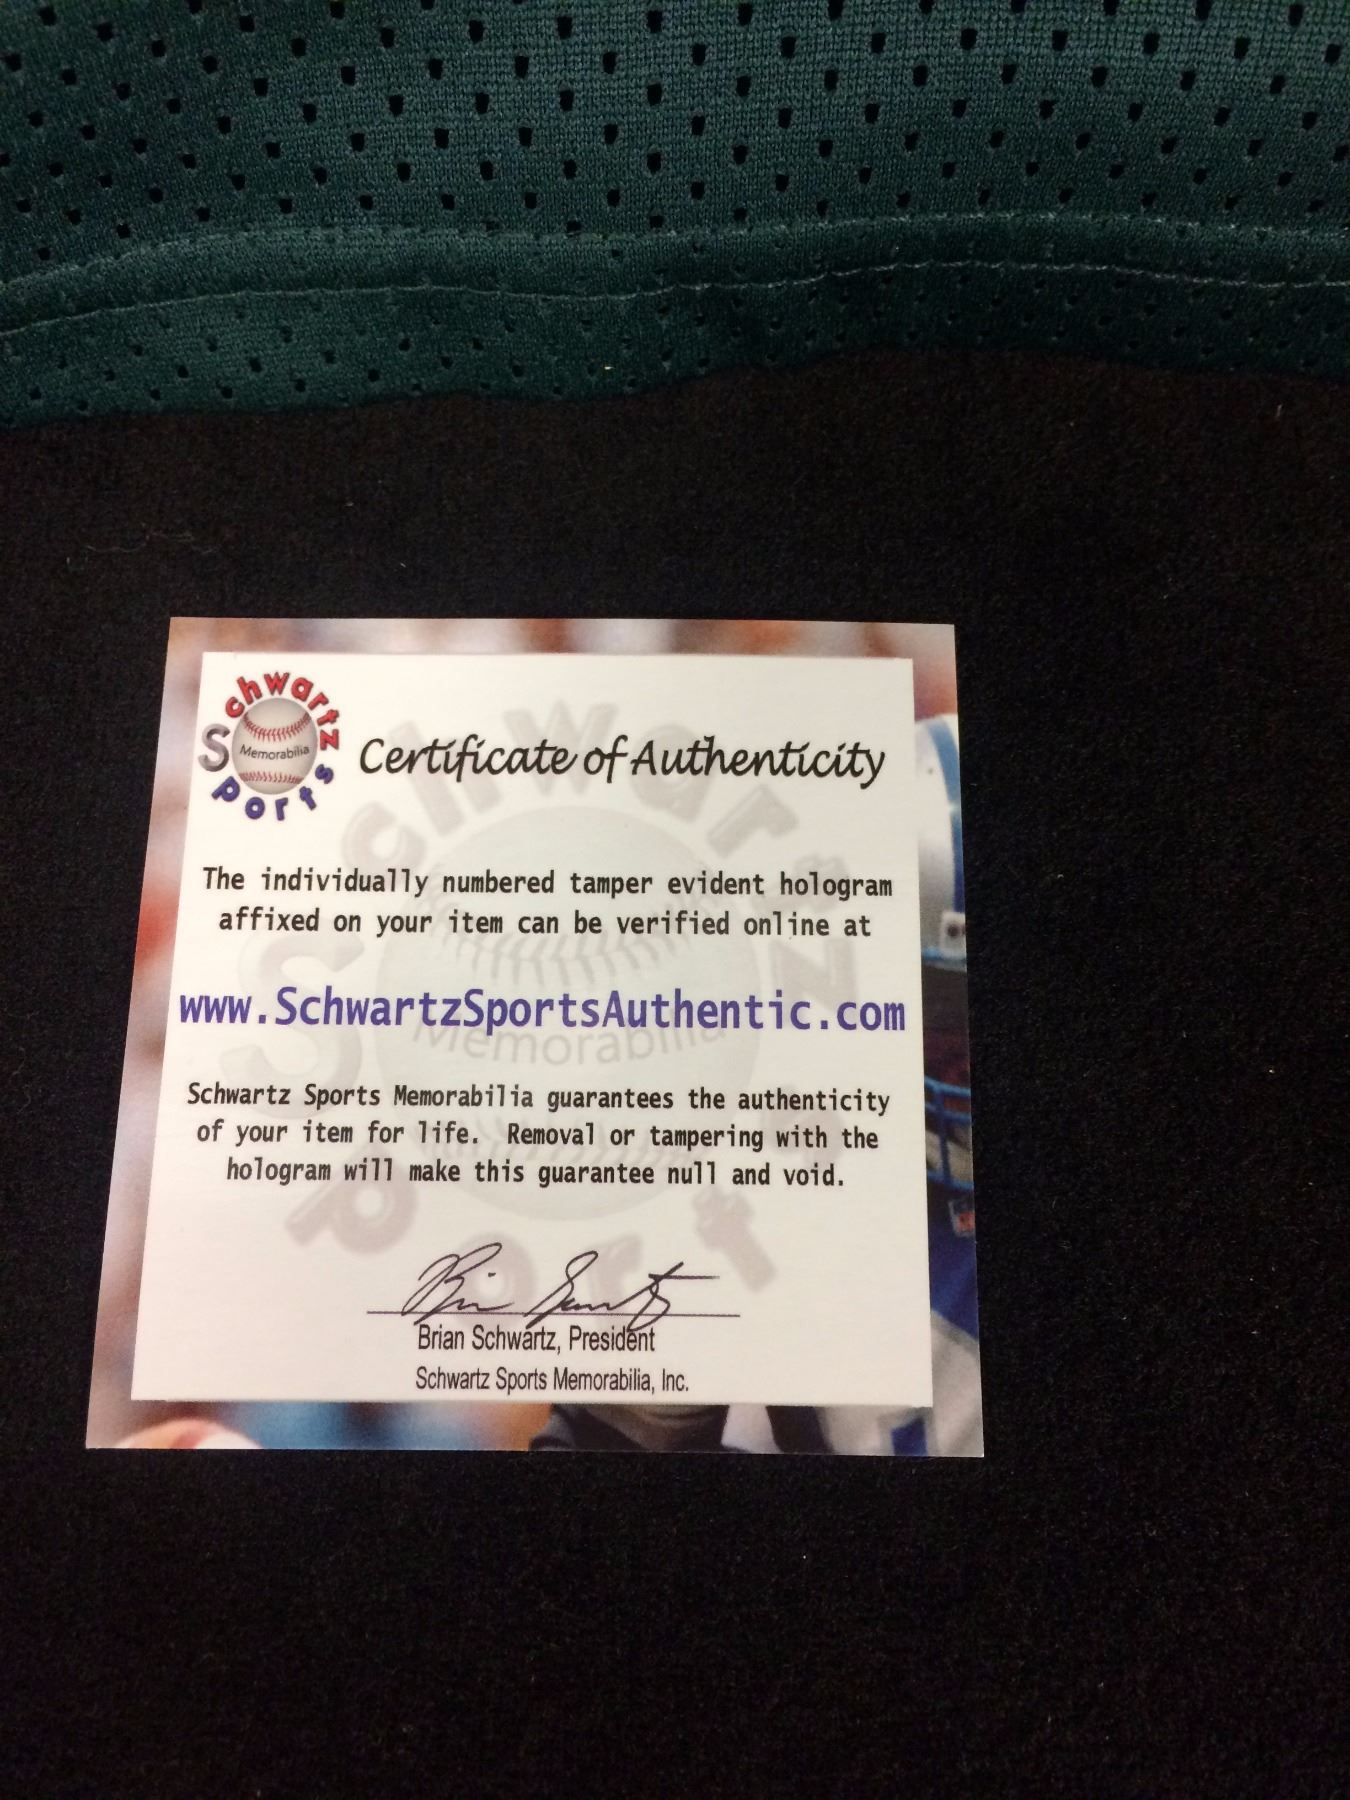 Schwartz
Sports
Memorabilia
Certificate of Authenticity
The individually numbered tamper evident hologram
affixed on your item can be verified online at
www.SchwartzSportsAuthentic.com
Schwartz Sports Memorabilia guarantees the authenticity
of your item for life. Removal or tampering with the
hologram will make this guarantee null and void.
Brian Schwartz
Brian Schwartz, President
Schwartz Sports Memorabilia, Inc.